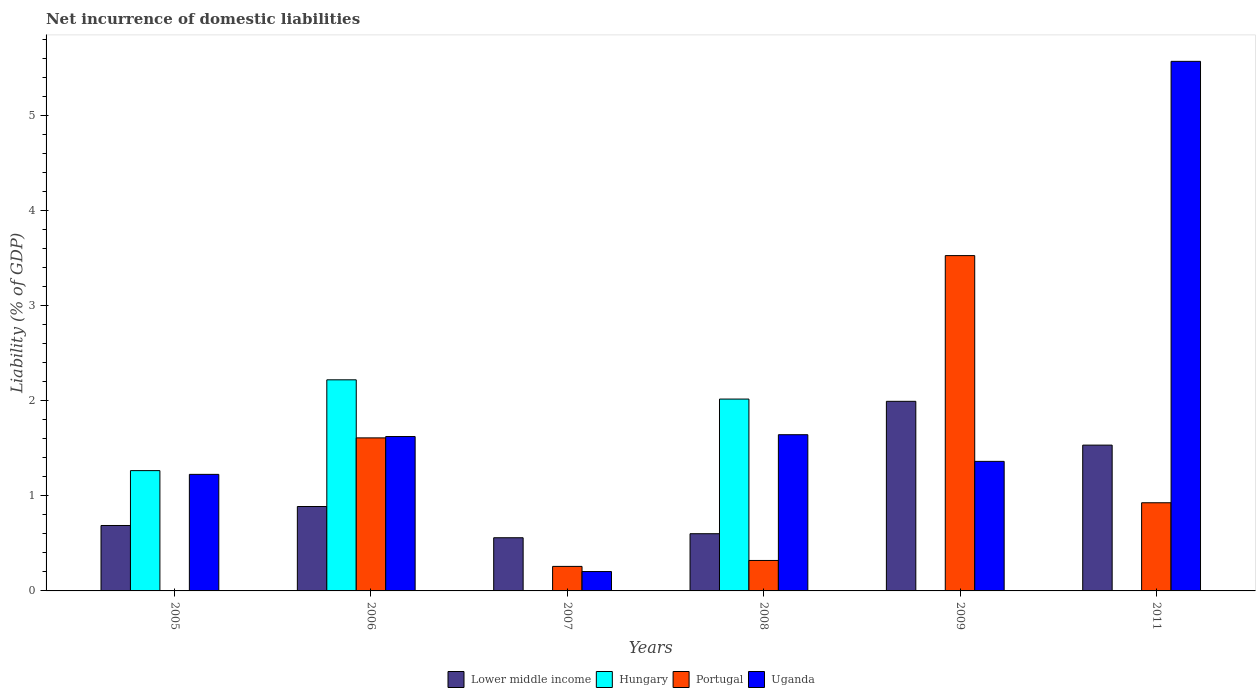 Net incurrence of domestic liabilities
Liability (% of GDP)
5
4
3
2
1
0
2005
2006
2007
2008
2009
2011
Years
Lower middle income
Hungary
Portugal
Uganda